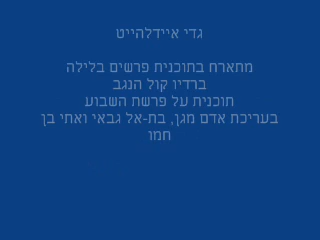 גדי איידלהייט
מתארח בתוכנית פרשים בלילה
ברדיו קול הנגב
תוכנית על פרשת השבוע
בעריכת אדם מגן, בת-אל גבאי ואחי בן
חמו